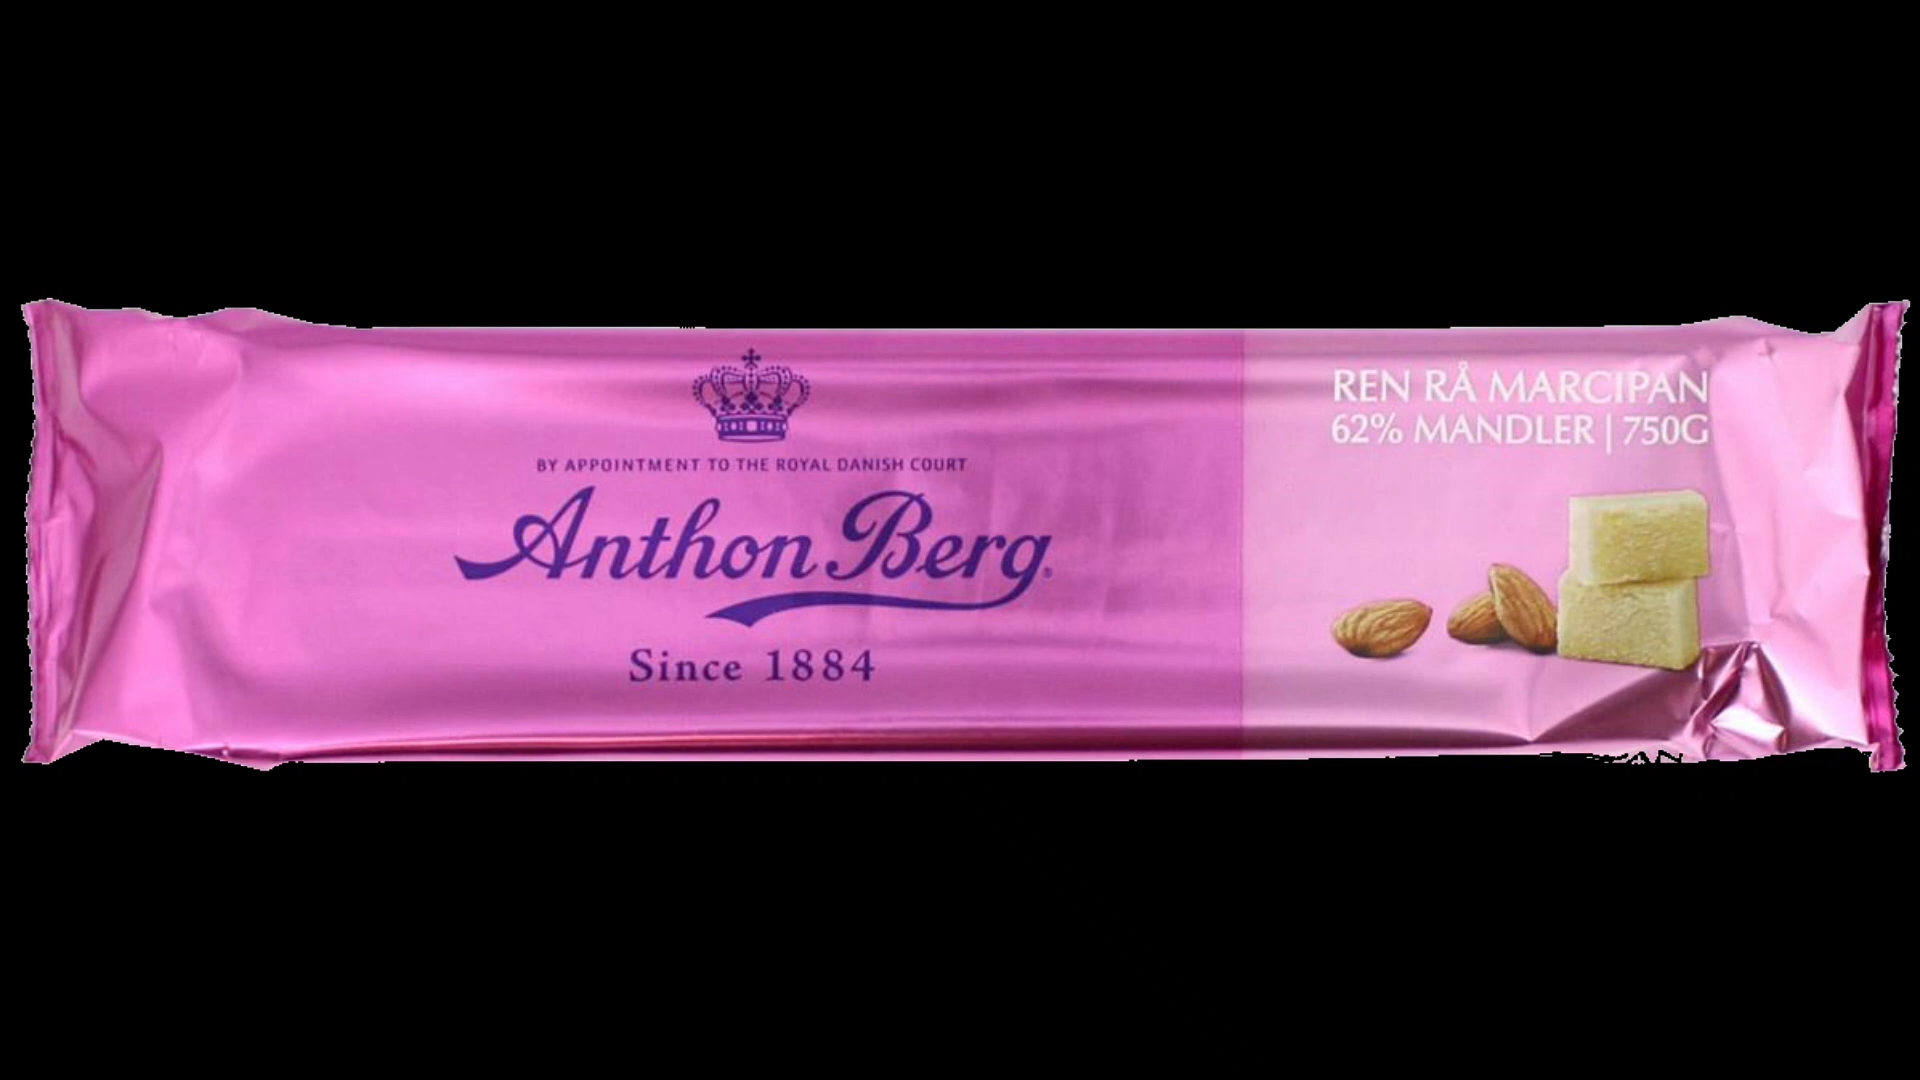 BY APPOINTMENT TO THE ROYAL DANISH COURT
Anthon Berg®
Since 1884
REN RÅ MARCIPAN
62% MANDLER | 750G